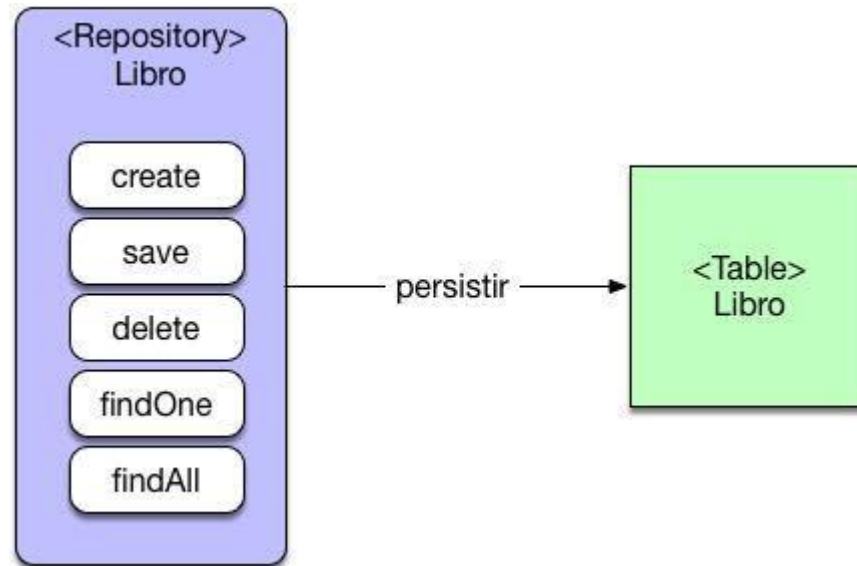 <Repository>
Libro
create
save
delete
findOne
findAll
persistir
<Table>
Libro